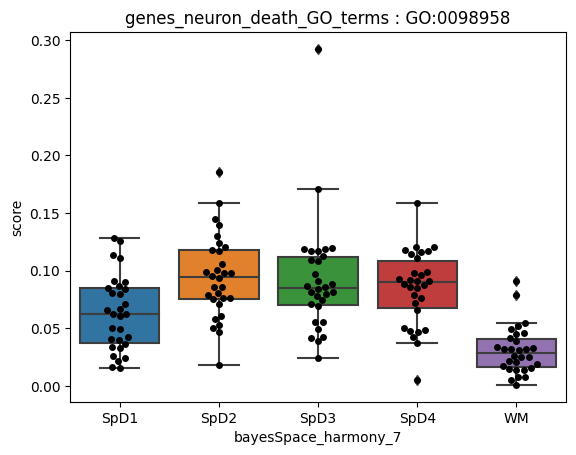 genes_neuron_death_GO_terms : GO:0098958
0.30
0.25
0.20
0.15
0.10
0.05
0.00
score
SpD1 SpD2 SpD3 SpD4 WM
bayesSpace_harmony_7